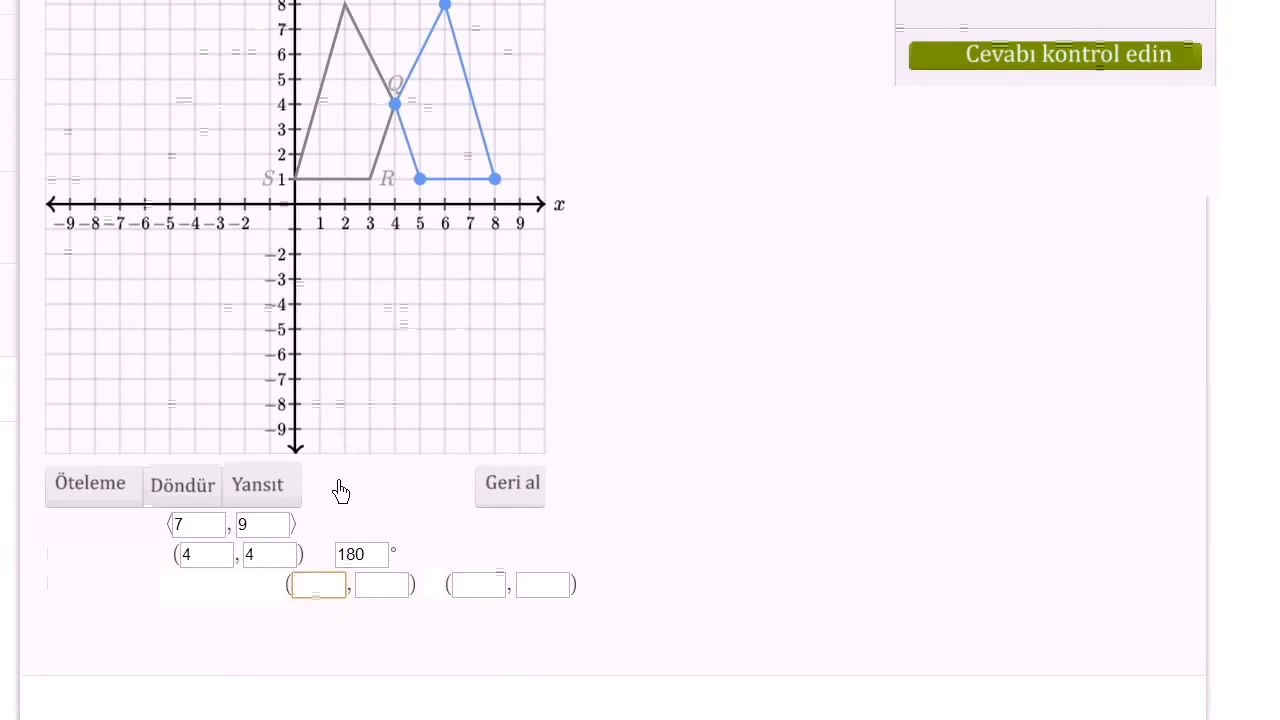 8
7
6
5
4
3
2
1
Cevabı kontrol edin
Q
S
R
x
−9 −8 −7 −6 −5 −4 −3 −2 1 2 3 4 5 6 7 8 9
−2
−3
−4
−5
−6
−7
−8
−9
Öteleme Döndür Yansıt Geri al
⟨7, 9⟩
(4, 4) 180 °
( , ) ( , )